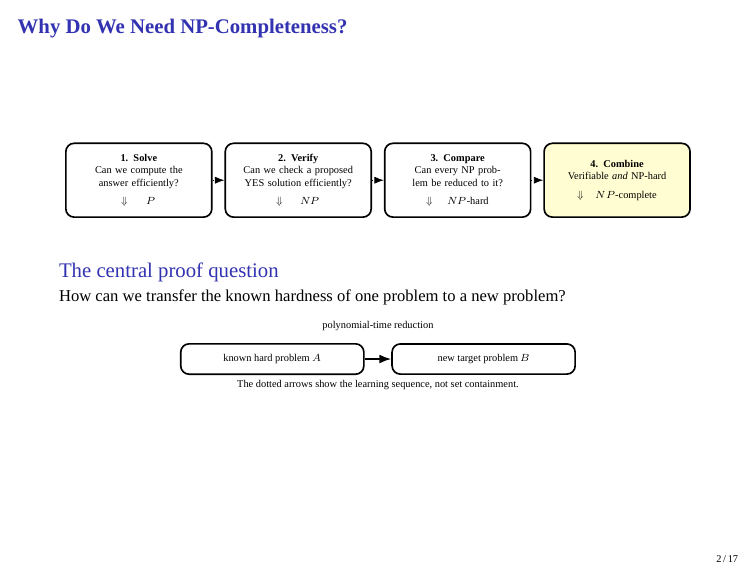 Why Do We Need NP-Completeness?
1. Solve
Can we compute the
answer efficiently?
⇓ P
2. Verify
Can we check a proposed
YES solution efficiently?
⇓ NP
3. Compare
Can every NP prob-
lem be reduced to it?
⇓ NP-hard
4. Combine
Verifiable and NP-hard
⇓ NP-complete
The central proof question
How can we transfer the known hardness of one problem to a new problem?
polynomial-time reduction
known hard problem A
new target problem B
The dotted arrows show the learning sequence, not set containment.
2 / 17